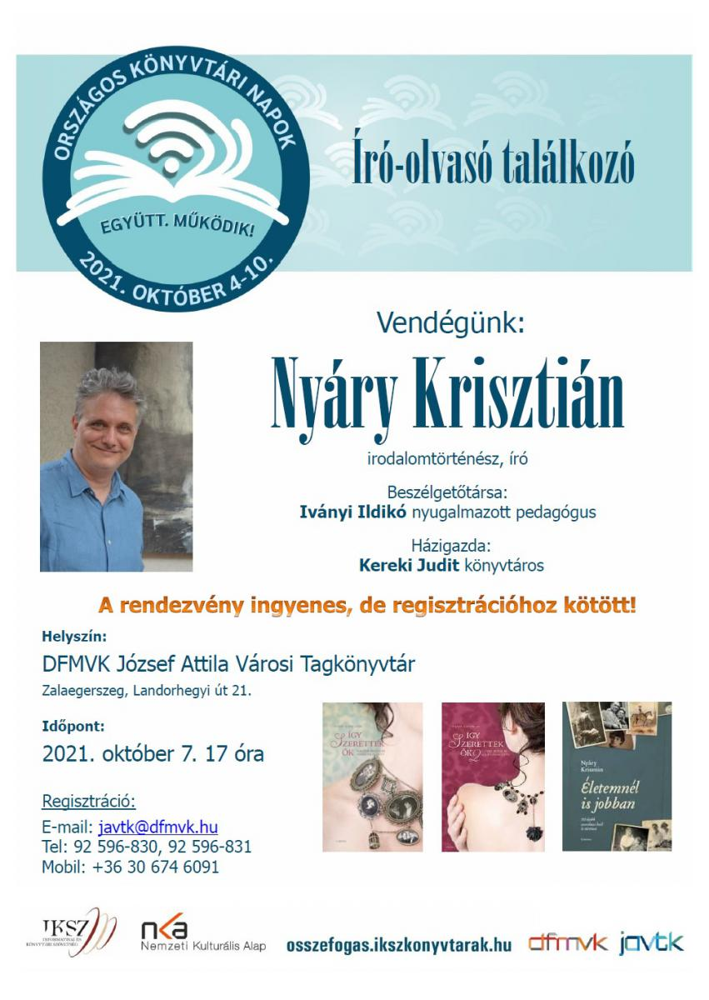 ORSZÁGOS KÖNYVTÁRI NAPOK
EGYÜTT. MŰKÖDIK!
2021. OKTÓBER 4-10.
Író-olvasó találkozó
Vendégünk:
Nyáry Krisztián
irodalomtörténész, író
Beszélgetőtársa:
Iványi Ildikó nyugalmazott pedagógus
Házigazda:
Kereki Judit könyvtáros
A rendezvény ingyenes, de regisztrációhoz kötött!
Helyszín:
DFMVK József Attila Városi Tagkönyvtár
Zalaegerszeg, Landorhegyi út 21.
Időpont:
2021. október 7. 17 óra
Regisztráció:
E-mail: javtk@dfmvk.hu
Tel: 92 596-830, 92 596-831
Mobil: +36 30 674 6091
ÍGY
SZERETTEK
ŐK
ÍGY
SZERETTEK
ŐK 2
Nyáry
Krisztián
Életemnél
is jobban
IKSZ
INFORMATIKAI ÉS
KÖNYVTÁRI SZÖVETSÉG
nka
Nemzeti Kulturális Alap
osszefogas.ikszkonyvtarak.hu
dfmvk
javtk